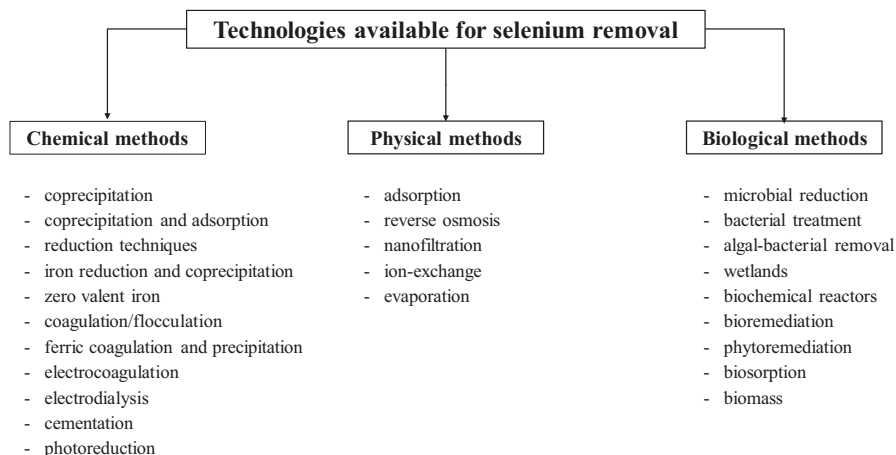 Technologies available for selenium removal
Chemical methods
- coprecipitation
- coprecipitation and adsorption
- reduction techniques
- iron reduction and coprecipitation
- zero valent iron
- coagulation/flocculation
- ferric coagulation and precipitation
- electrocoagulation
- electrodialysis
- cementation
- photoreduction
Physical methods
- adsorption
- reverse osmosis
- nanofiltration
- ion-exchange
- evaporation
Biological methods
- microbial reduction
- bacterial treatment
- algal-bacterial removal
- wetlands
- biochemical reactors
- bioremediation
- phytoremediation
- biosorption
- biomass